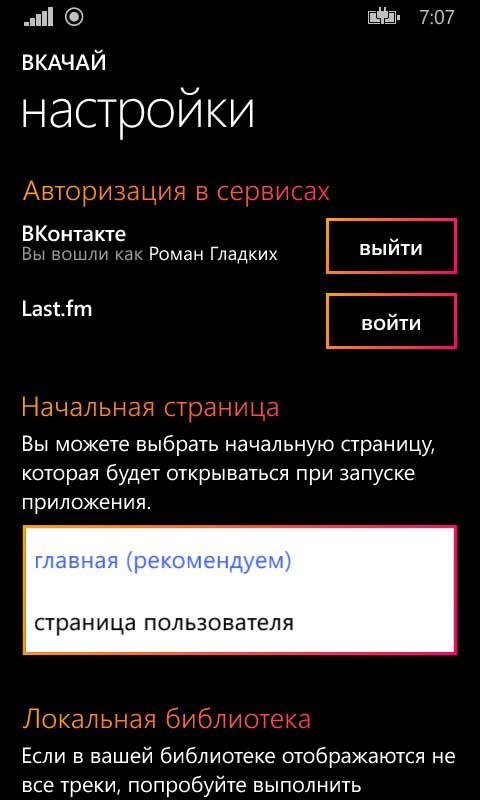 7:07
ВКАЧАЙ
настройки
Авторизация в сервисах
ВКонтакте
Вы вошли как Роман Гладких
выйти
Last.fm
войти
Начальная страница
Вы можете выбрать начальную страницу,
которая будет открываться при запуске
приложения.
главная (рекомендуем)
страница пользователя
Локальная библиотека
Если в вашей библиотеке отображаются не
все треки, попробуйте выполнить